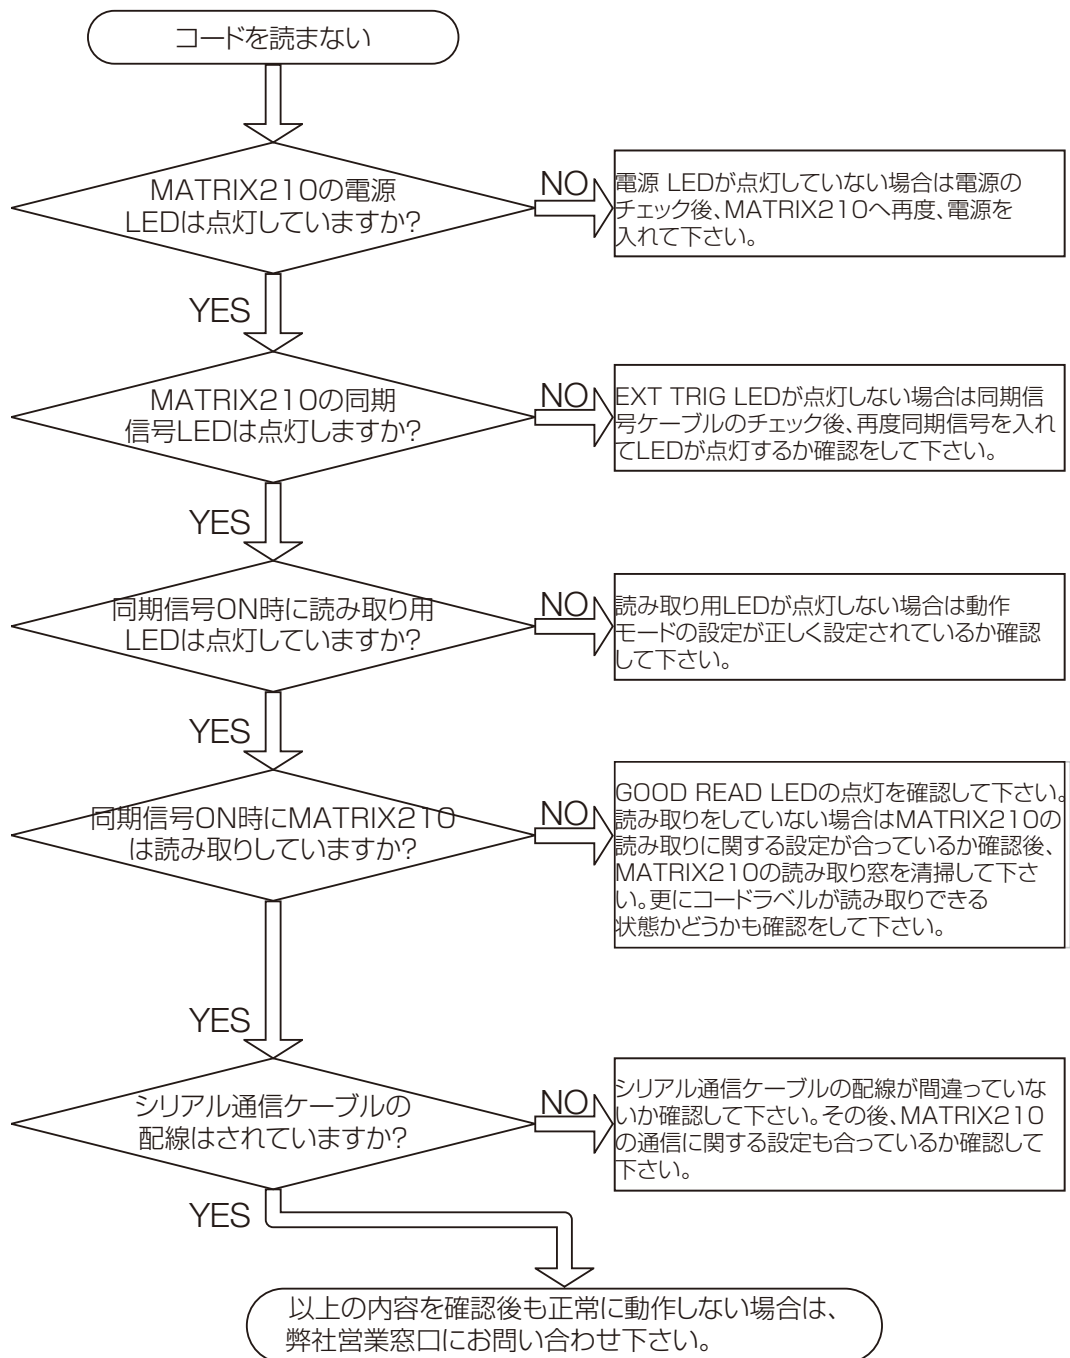 コードを読まない
MATRIX210の電源
LEDは点灯していますか?
NO
電源 LEDが点灯していない場合は電源の
チェック後、MATRIX210へ再度、電源を
入れて下さい。
YES
MATRIX210の同期
信号LEDは点灯しますか?
NO
EXT TRIG LEDが点灯しない場合は同期信
号ケーブルのチェック後、再度同期信号を入れ
てLEDが点灯するか確認をして下さい。
YES
同期信号ON時に読み取り用
LEDは点灯していますか?
NO
読み取り用LEDが点灯しない場合は動作
モードの設定が正しく設定されているか確認
して下さい。
YES
同期信号ON時にMATRIX210
は読み取りしていますか?
NO
GOOD READ LEDの点灯を確認して下さい。
読み取りをしていない場合はMATRIX210の
読み取りに関する設定が合っているか確認後、
MATRIX210の読み取り窓を清掃して下さ
い。更にコードラベルが読み取りできる
状態かどうかも確認をして下さい。
YES
シリアル通信ケーブルの
配線はされていますか?
NO
シリアル通信ケーブルの配線が間違っていな
いか確認して下さい。その後、MATRIX210
の通信に関する設定も合っているか確認して
下さい。
YES
以上の内容を確認後も正常に動作しない場合は、
弊社営業窓口にお問い合わせ下さい。